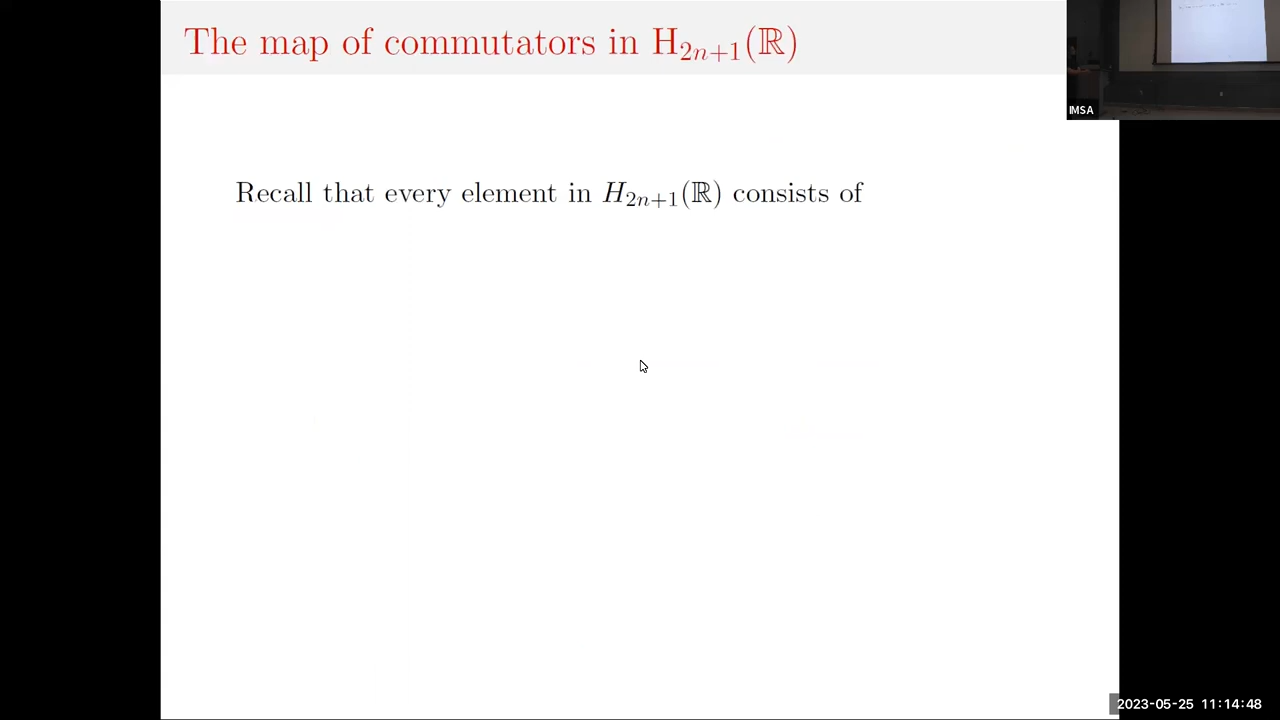 The map of commutators in H₂ₙ₊₁(ℝ)
IMSA
Recall that every element in H₂ₙ₊₁(ℝ) consists of
2023-05-25 11:14:48